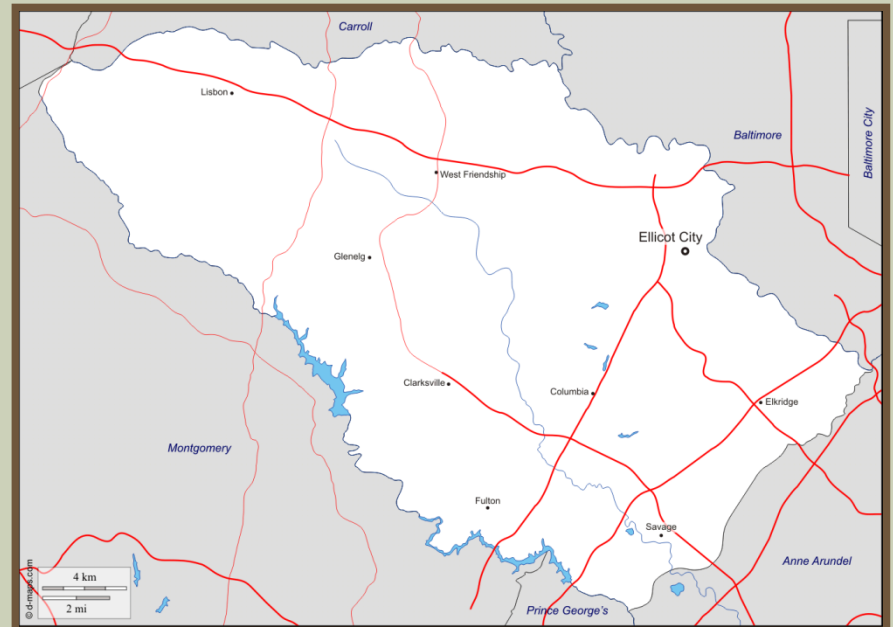 Carroll
Lisbon
Baltimore
Baltimore City
West Friendship
Ellicot City
Glenelg
Clarksville
Columbia
Elkridge
Montgomery
Fulton
Savage
Anne Arundel
Prince George's
© d-maps.com
4 km
2 mi